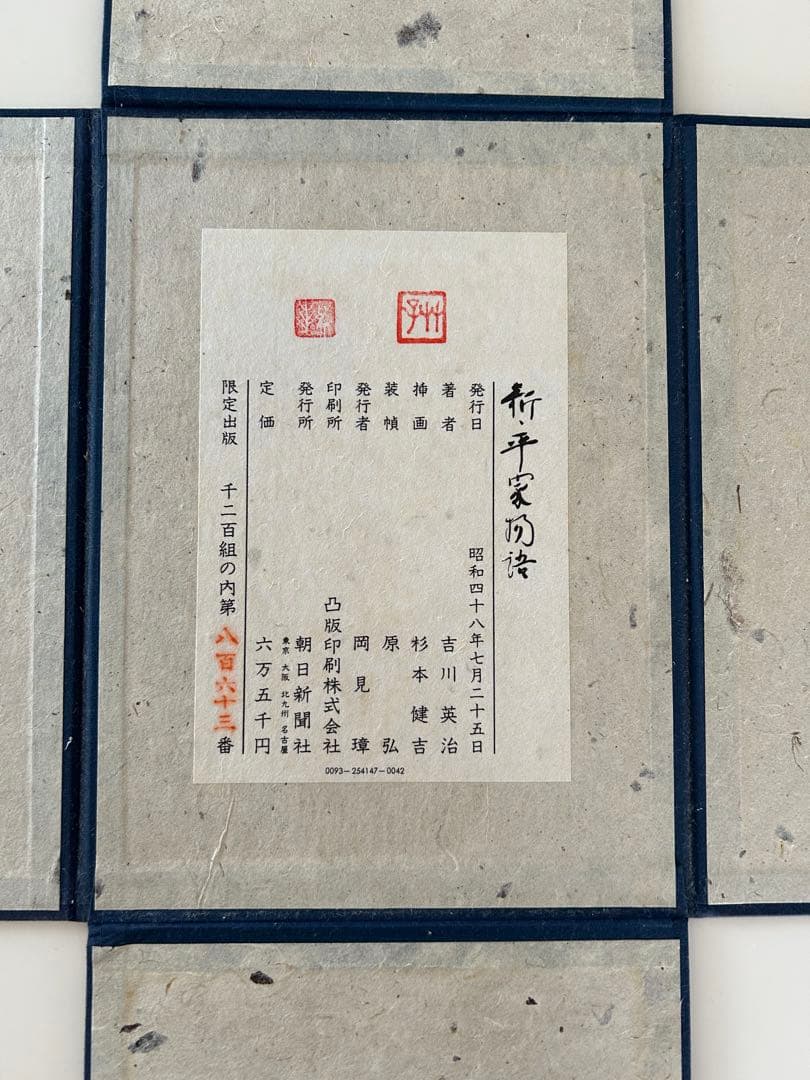 新・平家物語
発行日 昭和四十八年七月二十五日
著者 吉川英治
挿画 杉本健吉
装幀 原弘
発行者 岡見璋
印刷所 凸版印刷株式会社
発行所 朝日新聞社
東京 大阪 北九州 名古屋
定価 六万五千円
限定出版 千二百組の内第八百六十三番
0093-254147-0042